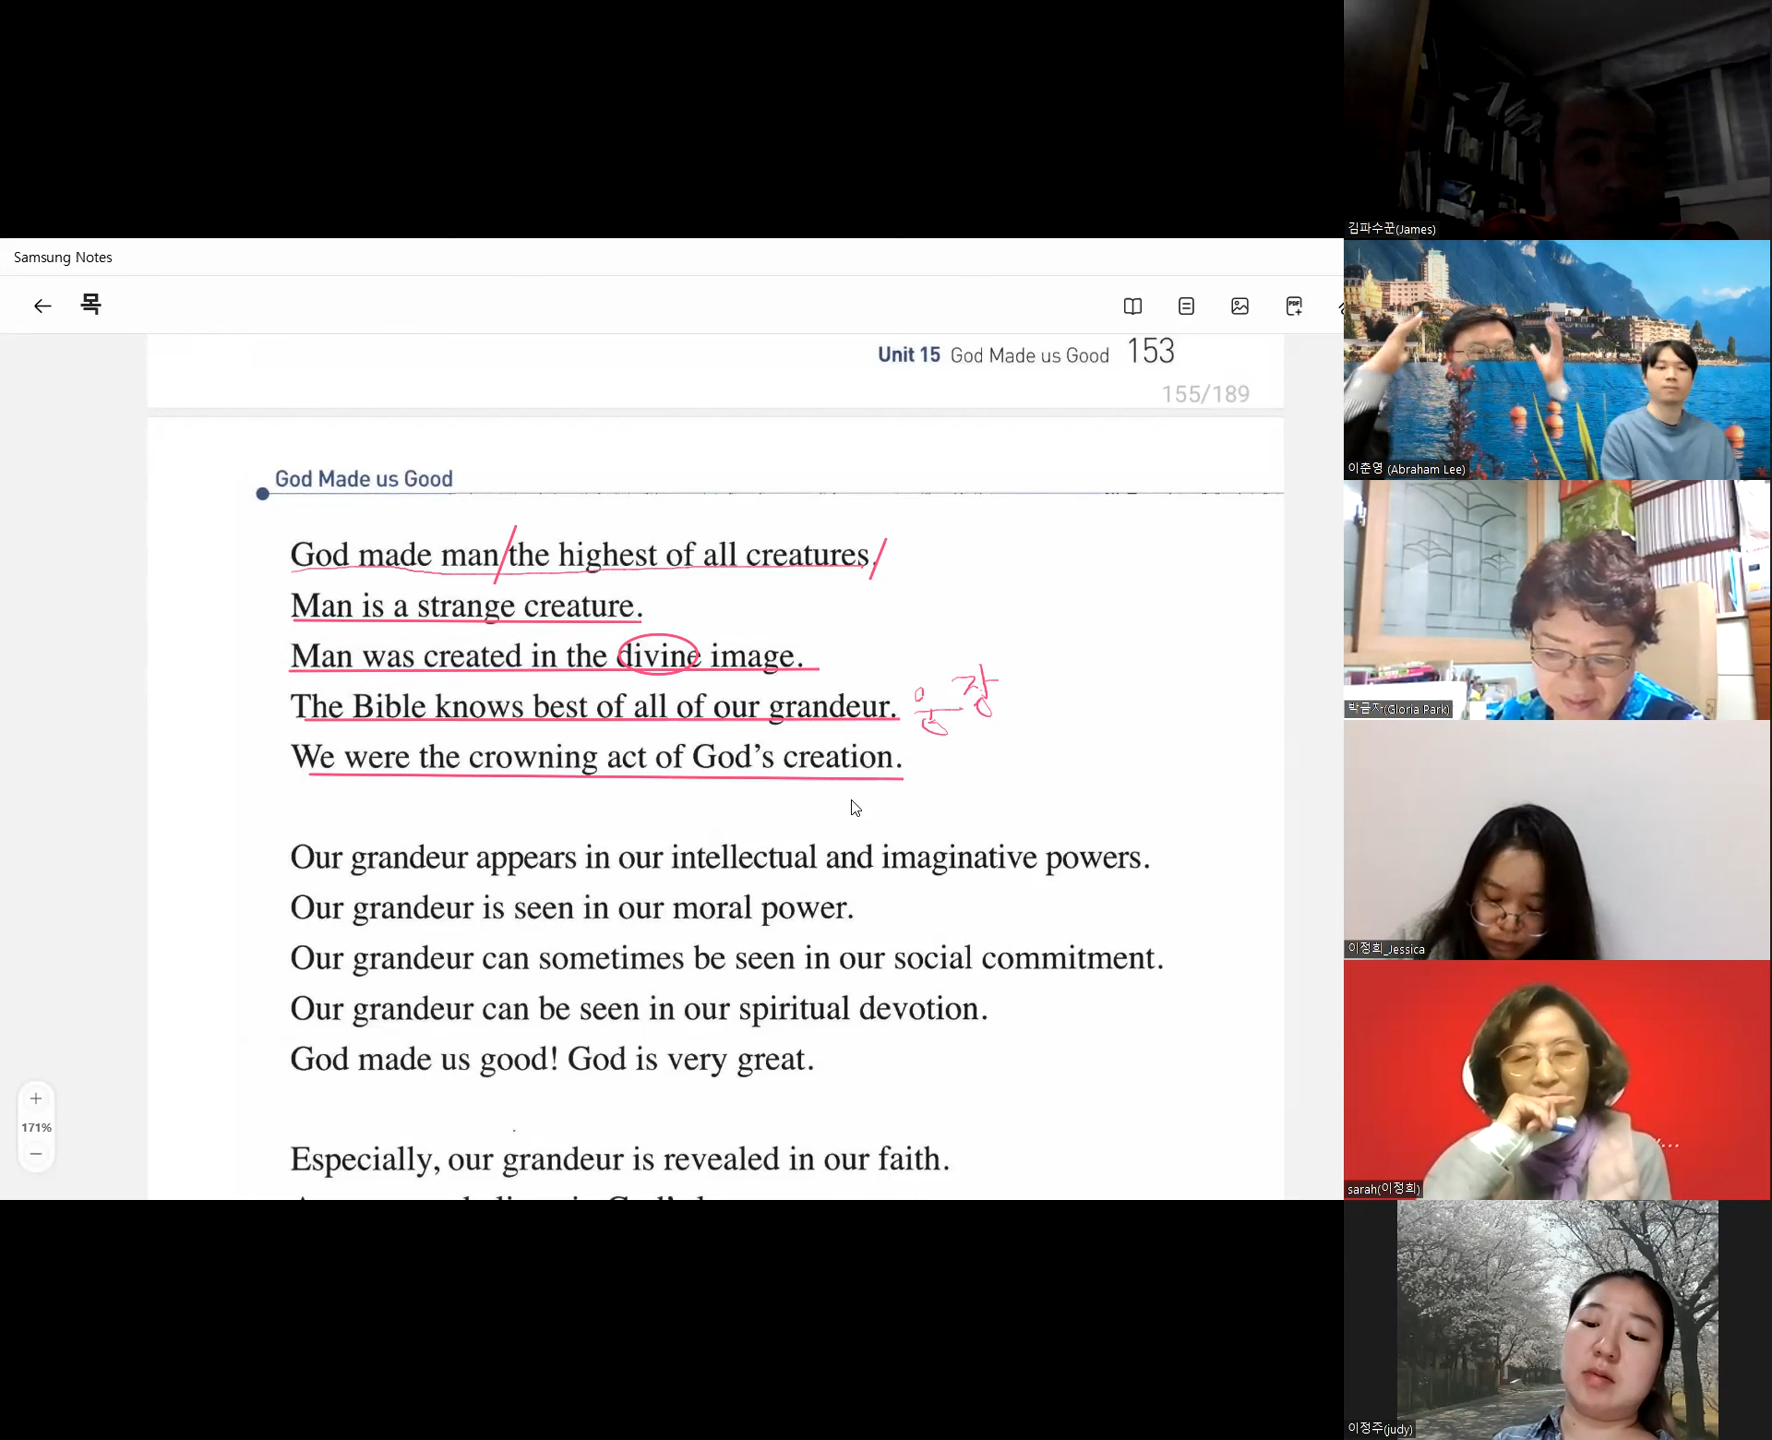 Samsung Notes
목
Unit 15 God Made us Good 153
155/189
God Made us Good
God made man/the highest of all creatures./
Man is a strange creature.
Man was created in the divine image.
The Bible knows best of all of our grandeur. 웅장
We were the crowning act of God's creation.
Our grandeur appears in our intellectual and imaginative powers.
Our grandeur is seen in our moral power.
Our grandeur can sometimes be seen in our social commitment.
Our grandeur can be seen in our spiritual devotion.
God made us good! God is very great.
Especially, our grandeur is revealed in our faith.
171%
김파수꾼(James)
이춘영 (Abraham Lee)
박금자(Gloria Park)
이정희_Jessica
sarah(이정희)
이정주(judy)